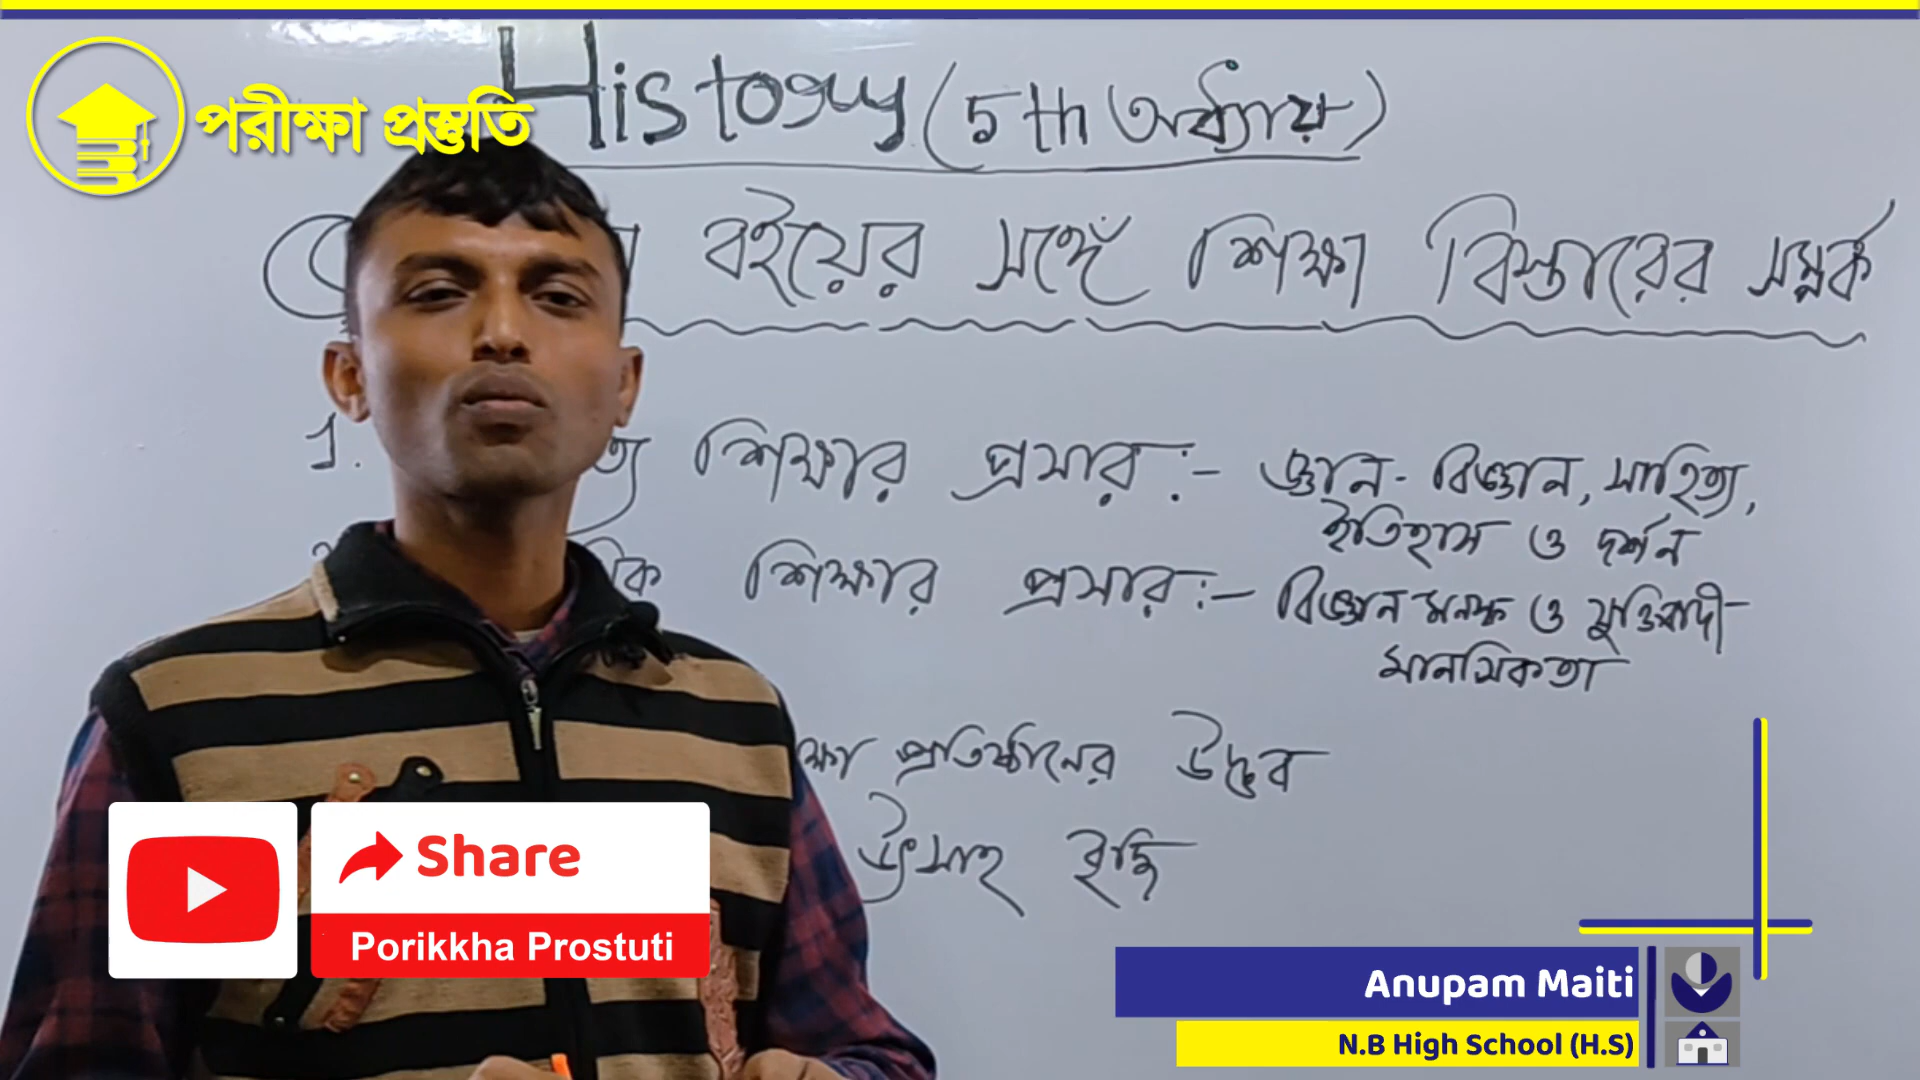 পরীক্ষা প্রস্তুতি
History (5th অধ্যায়)
বইয়ের সঙ্গে শিক্ষা বিস্তারের সম্পর্ক
1. শিক্ষার প্রসার :- জ্ঞান-বিজ্ঞান, সাহিত্য,
ইতিহাস ও দর্শন
শিক্ষার প্রসার :- বিজ্ঞান মনস্ক ও যুক্তিবাদী
মানসিকতা
প্রতিষ্ঠানের উদ্ভব
উৎসাহ বৃদ্ধি
Share
Porikkha Prostuti
Anupam Maiti
N.B High School (H.S)